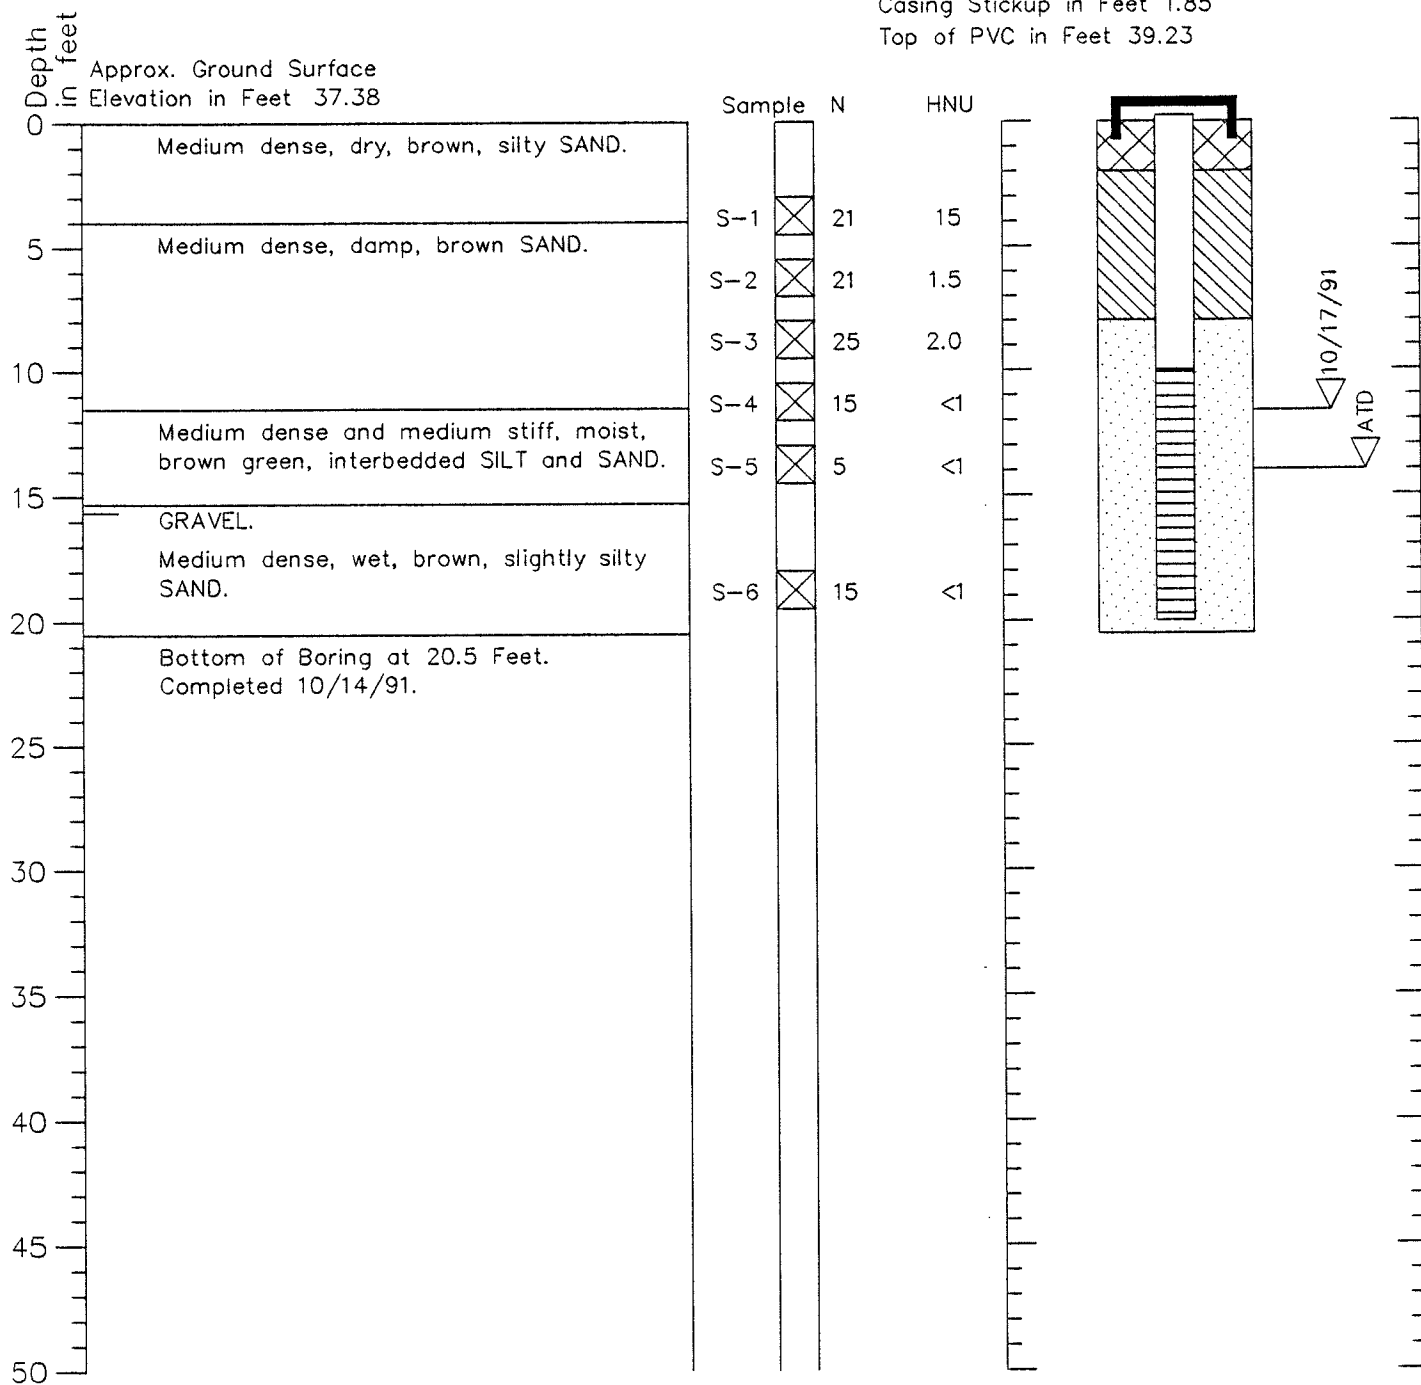 Casing Stickup in Feet 1.85
Top of PVC in Feet 39.23
Depth
in feet
Approx. Ground Surface
Elevation in Feet 37.38
Sample N HNU
0
Medium dense, dry, brown, silty SAND.
S-1 21 15
5
Medium dense, damp, brown SAND.
S-2 21 1.5
10/17/91
S-3 25 2.0
10
S-4 15 <1
ATD
Medium dense and medium stiff, moist,
brown green, interbedded SILT and SAND.
S-5 5 <1
15
GRAVEL.
Medium dense, wet, brown, slightly silty
SAND.
S-6 15 <1
20
Bottom of Boring at 20.5 Feet.
Completed 10/14/91.
25
30
35
40
45
50